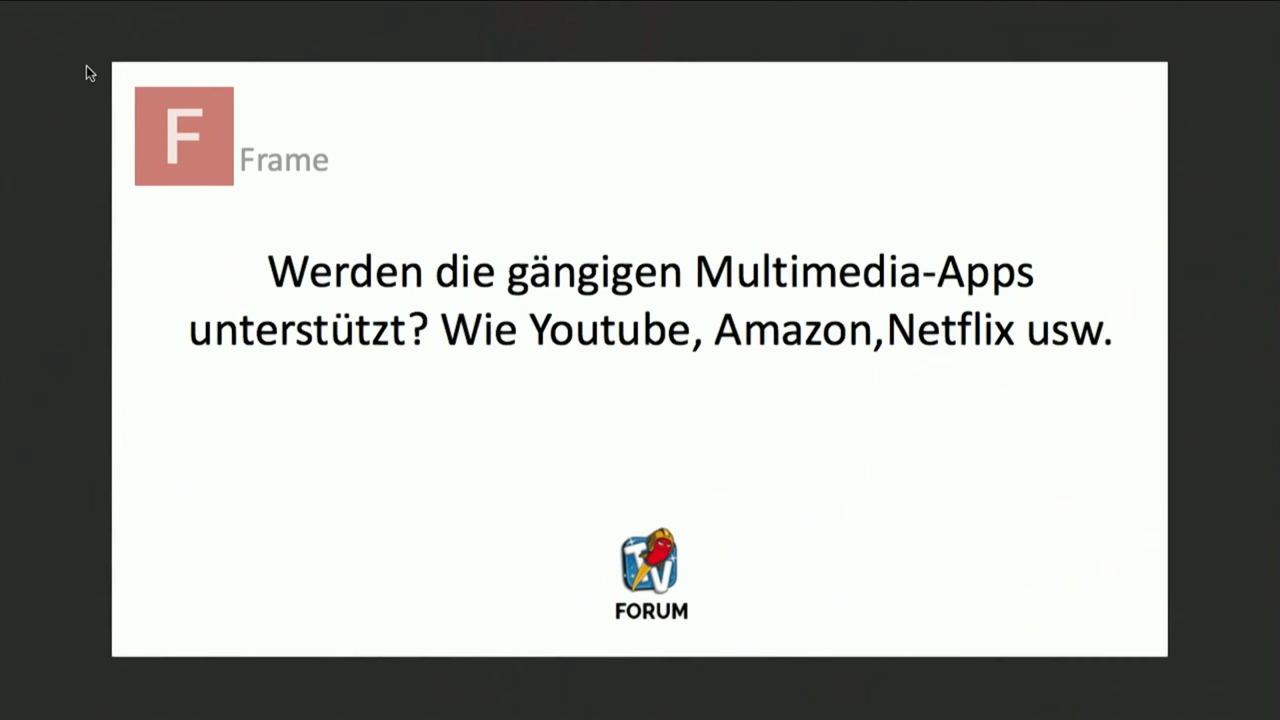 F
Frame
Werden die gängigen Multimedia-Apps
unterstützt? Wie Youtube, Amazon,Netflix usw.
TV
FORUM